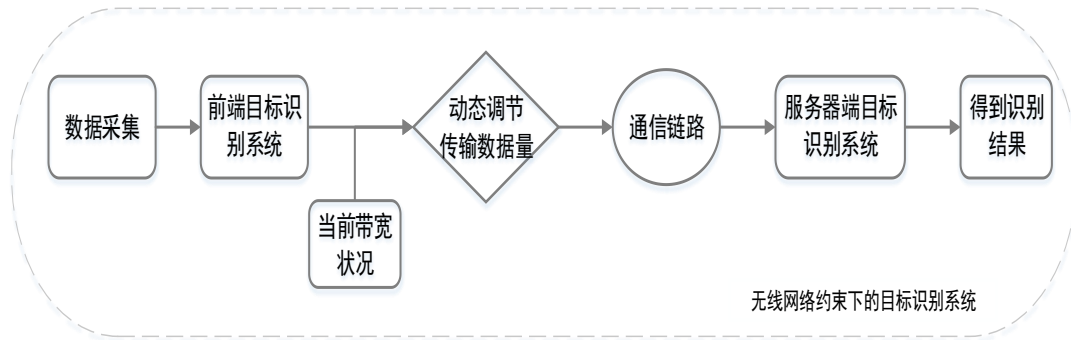 数据采集
前端目标识
别系统
动态调节
传输数据量
通信链路
服务器端目标
识别系统
得到识别
结果
当前带宽
状况
无线网络约束下的目标识别系统